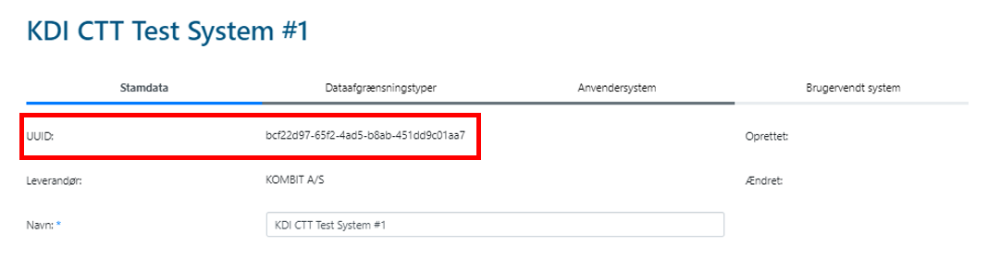 KDI CTT Test System #1
Stamdata Dataafgrænsningstyper Anvendersystem Brugervendt system
UUID: bcf22d97-65f2-4ad5-b8ab-451dd9c01aa7 Oprettet:
Leverandør: KOMBIT A/S Ændret:
Navn: * KDI CTT Test System #1